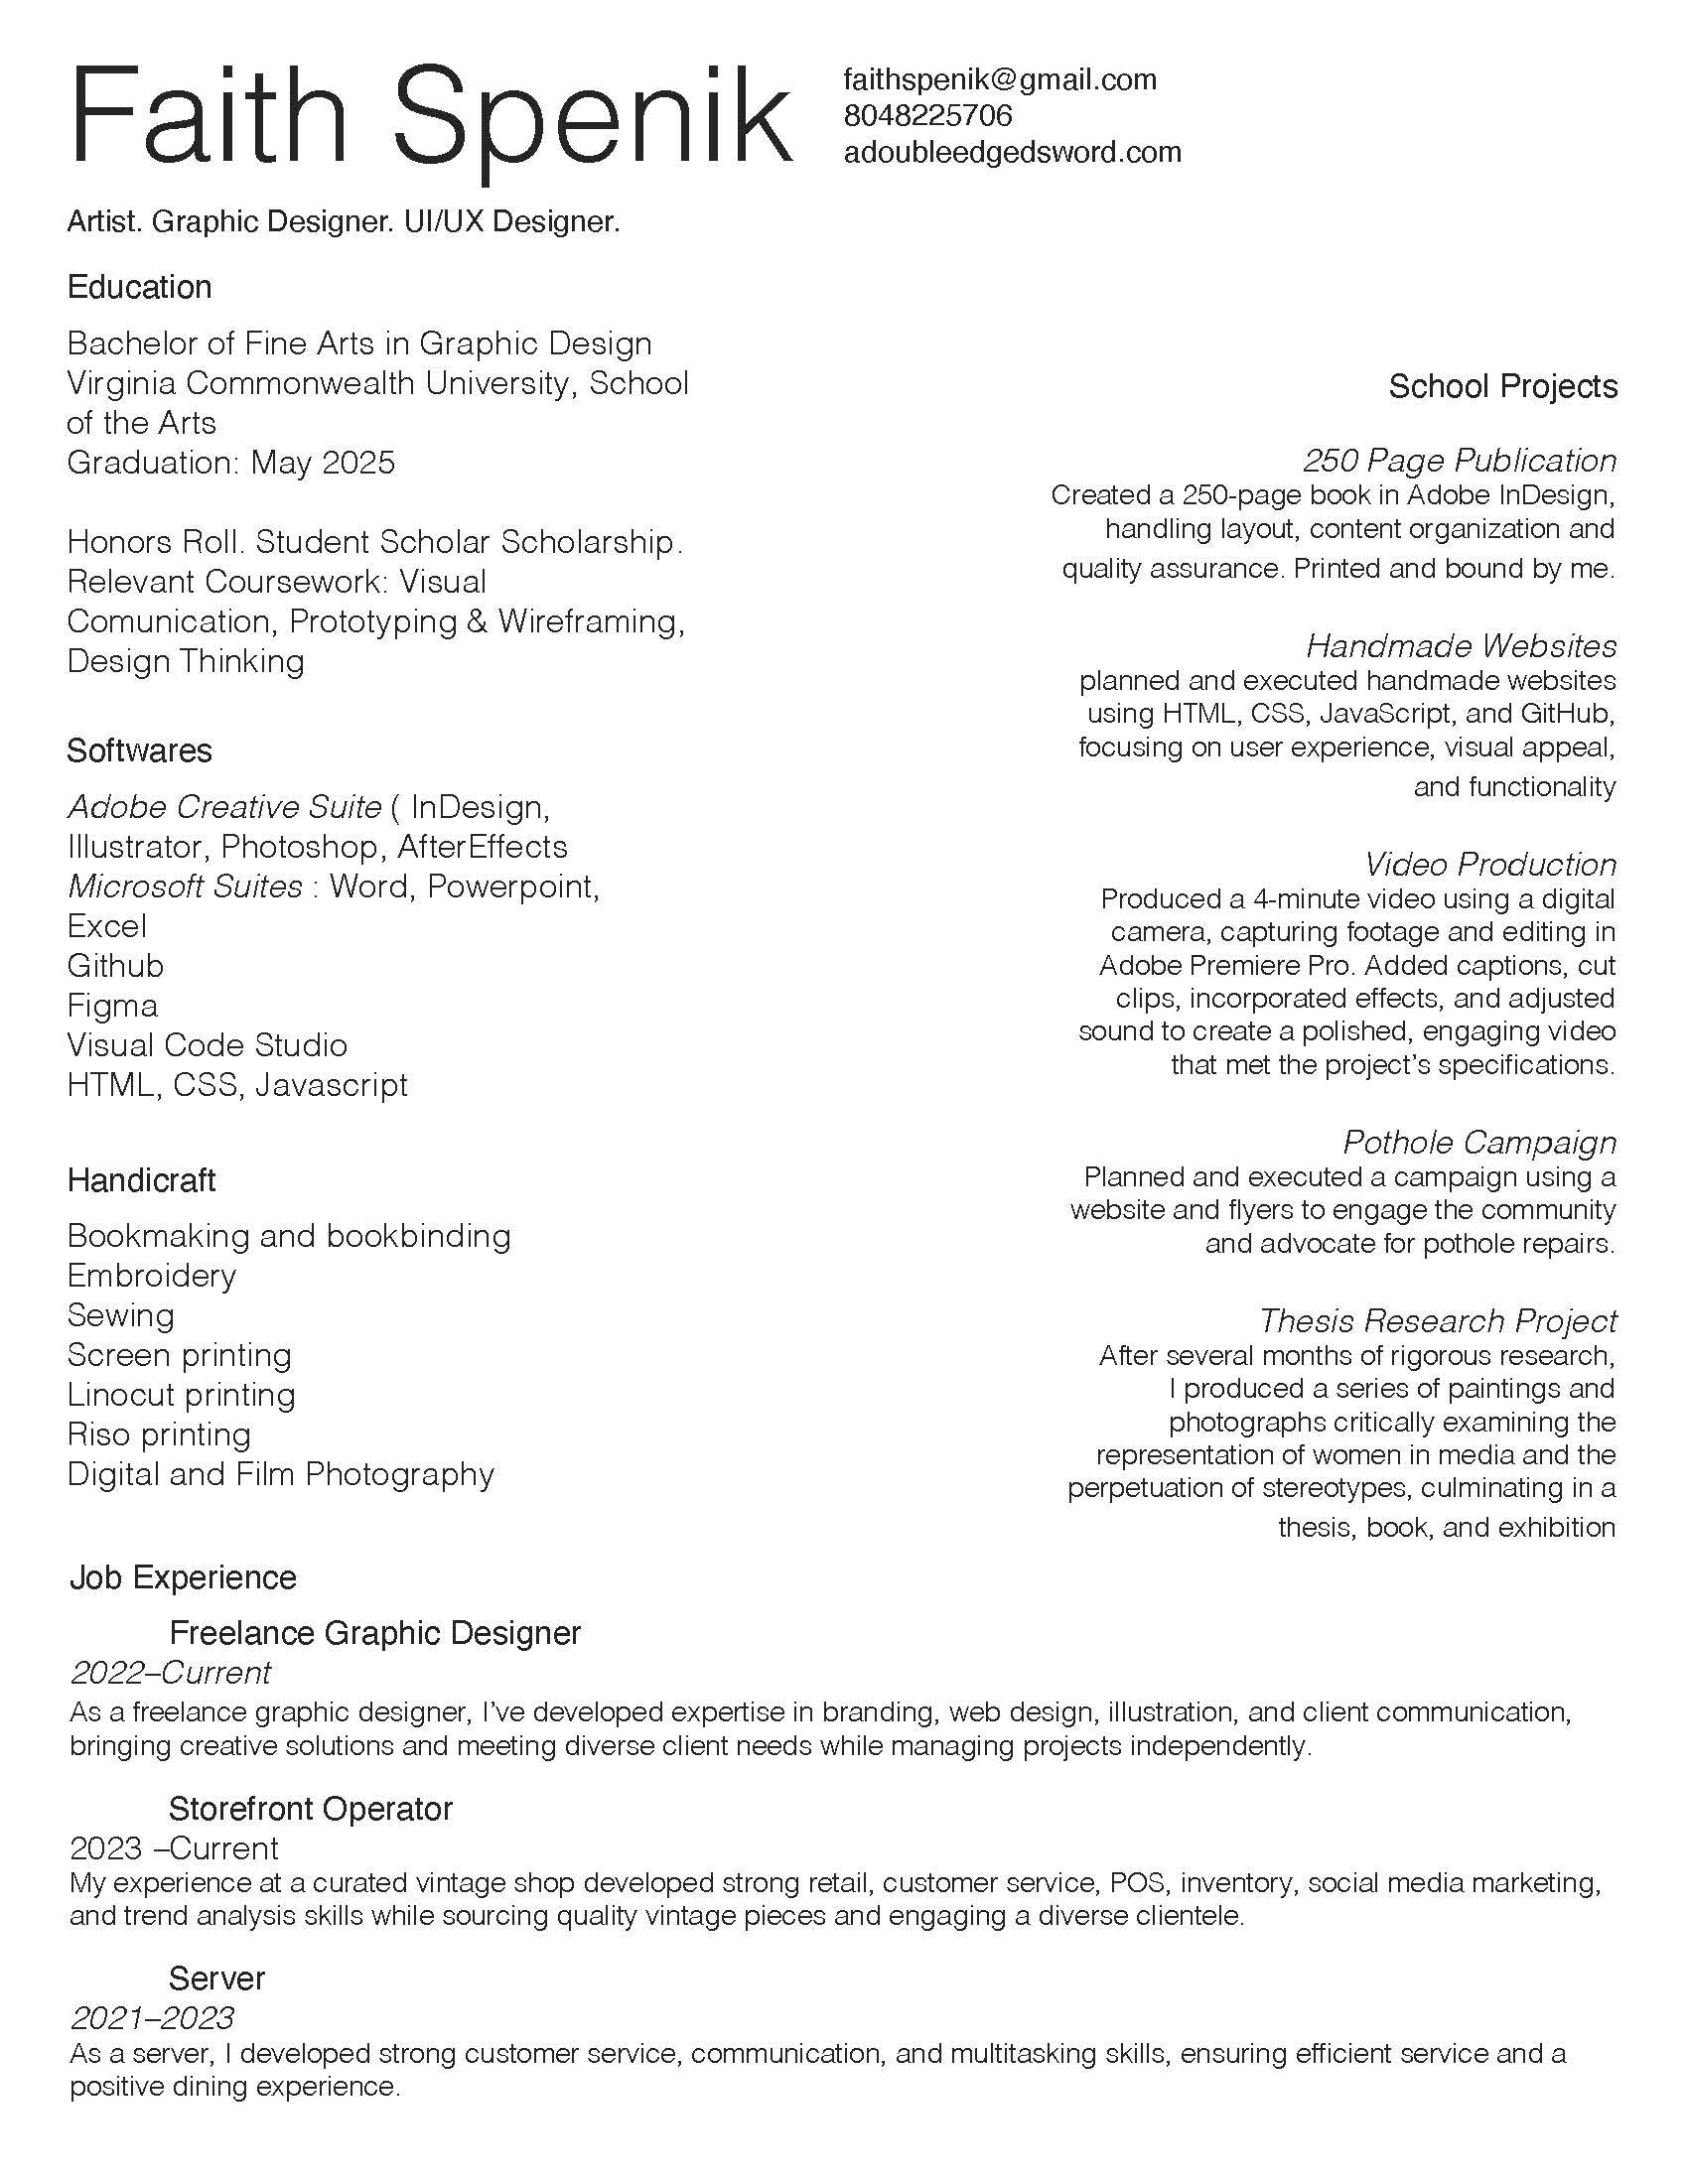 Faith Spenik
faithspenik@gmail.com
8048225706
adoubleedgedsword.com
Artist. Graphic Designer. UI/UX Designer.
Education
Bachelor of Fine Arts in Graphic Design
Virginia Commonwealth University, School
of the Arts
Graduation: May 2025
Honors Roll. Student Scholar Scholarship.
Relevant Coursework: Visual
Comunication, Prototyping & Wireframing,
Design Thinking
Softwares
Adobe Creative Suite ( InDesign,
Illustrator, Photoshop, AfterEffects
Microsoft Suites : Word, Powerpoint,
Excel
Github
Figma
Visual Code Studio
HTML, CSS, Javascript
Handicraft
Bookmaking and bookbinding
Embroidery
Sewing
Screen printing
Linocut printing
Riso printing
Digital and Film Photography
School Projects
250 Page Publication
Created a 250-page book in Adobe InDesign,
handling layout, content organization and
quality assurance. Printed and bound by me.
Handmade Websites
planned and executed handmade websites
using HTML, CSS, JavaScript, and GitHub,
focusing on user experience, visual appeal,
and functionality
Video Production
Produced a 4-minute video using a digital
camera, capturing footage and editing in
Adobe Premiere Pro. Added captions, cut
clips, incorporated effects, and adjusted
sound to create a polished, engaging video
that met the project's specifications.
Pothole Campaign
Planned and executed a campaign using a
website and flyers to engage the community
and advocate for pothole repairs.
Thesis Research Project
After several months of rigorous research,
I produced a series of paintings and
photographs critically examining the
representation of women in media and the
perpetuation of stereotypes, culminating in a
thesis, book, and exhibition
Job Experience
Freelance Graphic Designer
2022–Current
As a freelance graphic designer, I've developed expertise in branding, web design, illustration, and client communication,
bringing creative solutions and meeting diverse client needs while managing projects independently.
Storefront Operator
2023 –Current
My experience at a curated vintage shop developed strong retail, customer service, POS, inventory, social media marketing,
and trend analysis skills while sourcing quality vintage pieces and engaging a diverse clientele.
Server
2021–2023
As a server, I developed strong customer service, communication, and multitasking skills, ensuring efficient service and a
positive dining experience.